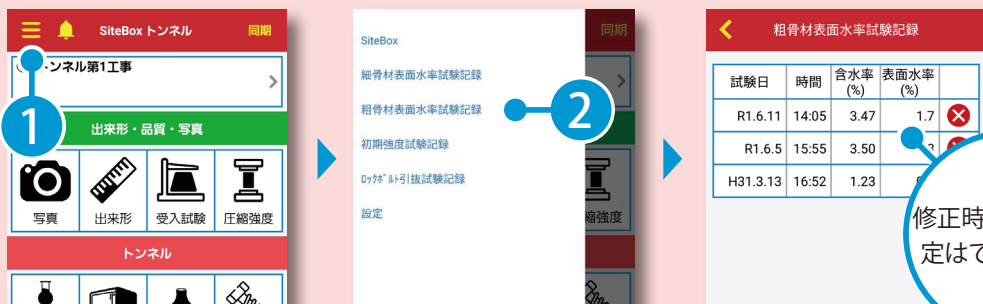 SiteBox トンネル
同期
ンネル第1工事
1
出来形・品質・写真
写真
出来形
受入試験
圧縮強度
トンネル
同期
SiteBox
細骨材表面水率試験記録
粗骨材表面水率試験記録
2
初期強度試験記録
ロックボルト引抜試験記録
設定
縮強度
粗骨材表面水率試験記録
試験日 時間 含水率(%) 表面水率(%)
R1.6.11 14:05 3.47 1.7
R1.6.5 15:55 3.50
H31.3.13 16:52 1.23
修正時
定はて